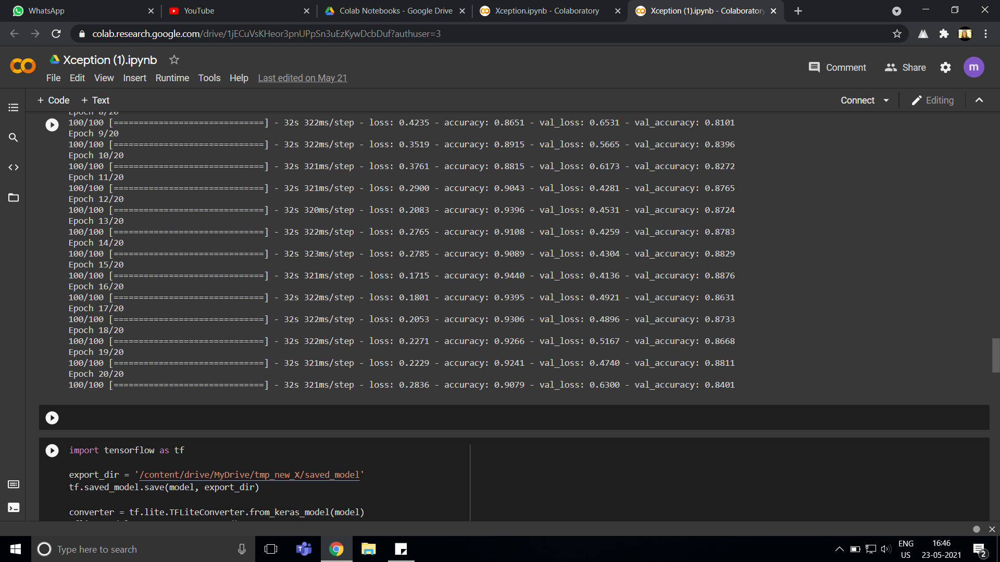 WhatsApp
YouTube
Colab Notebooks - Google Drive
Xception.ipynb - Colaboratory
Xception (1).ipynb - Colaboratory
colab.research.google.com/drive/1jECuVsKHeor3pnUPpSn3uEzKywDcbDuf?authuser=3
Xception (1).ipynb
Comment
Share
m
File Edit View Insert Runtime Tools Help Last edited on May 21
+ Code + Text
Connect
Editing
Epoch 8/20
100/100 [==============================] - 32s 322ms/step - loss: 0.4235 - accuracy: 0.8651 - val_loss: 0.6531 - val_accuracy: 0.8101
Epoch 9/20
100/100 [==============================] - 32s 322ms/step - loss: 0.3519 - accuracy: 0.8915 - val_loss: 0.5665 - val_accuracy: 0.8396
Epoch 10/20
100/100 [==============================] - 32s 321ms/step - loss: 0.3761 - accuracy: 0.8815 - val_loss: 0.6173 - val_accuracy: 0.8272
Epoch 11/20
100/100 [==============================] - 32s 321ms/step - loss: 0.2900 - accuracy: 0.9043 - val_loss: 0.4281 - val_accuracy: 0.8765
Epoch 12/20
100/100 [==============================] - 32s 320ms/step - loss: 0.2083 - accuracy: 0.9396 - val_loss: 0.4531 - val_accuracy: 0.8724
Epoch 13/20
100/100 [==============================] - 32s 322ms/step - loss: 0.2765 - accuracy: 0.9108 - val_loss: 0.4259 - val_accuracy: 0.8783
Epoch 14/20
100/100 [==============================] - 32s 323ms/step - loss: 0.2785 - accuracy: 0.9089 - val_loss: 0.4304 - val_accuracy: 0.8829
Epoch 15/20
100/100 [==============================] - 32s 321ms/step - loss: 0.1715 - accuracy: 0.9440 - val_loss: 0.4136 - val_accuracy: 0.8876
Epoch 16/20
100/100 [==============================] - 32s 322ms/step - loss: 0.1801 - accuracy: 0.9395 - val_loss: 0.4921 - val_accuracy: 0.8631
Epoch 17/20
100/100 [==============================] - 32s 322ms/step - loss: 0.2053 - accuracy: 0.9306 - val_loss: 0.4896 - val_accuracy: 0.8733
Epoch 18/20
100/100 [==============================] - 32s 322ms/step - loss: 0.2271 - accuracy: 0.9266 - val_loss: 0.5167 - val_accuracy: 0.8668
Epoch 19/20
100/100 [==============================] - 32s 321ms/step - loss: 0.2229 - accuracy: 0.9241 - val_loss: 0.4740 - val_accuracy: 0.8811
Epoch 20/20
100/100 [==============================] - 32s 321ms/step - loss: 0.2836 - accuracy: 0.9079 - val_loss: 0.6300 - val_accuracy: 0.8401
import tensorflow as tf
export_dir = '/content/drive/MyDrive/tmp_new_X/saved_model'
tf.saved_model.save(model, export_dir)
converter = tf.lite.TFLiteConverter.from_keras_model(model)
Type here to search
ENG
US
16:46
23-05-2021
2